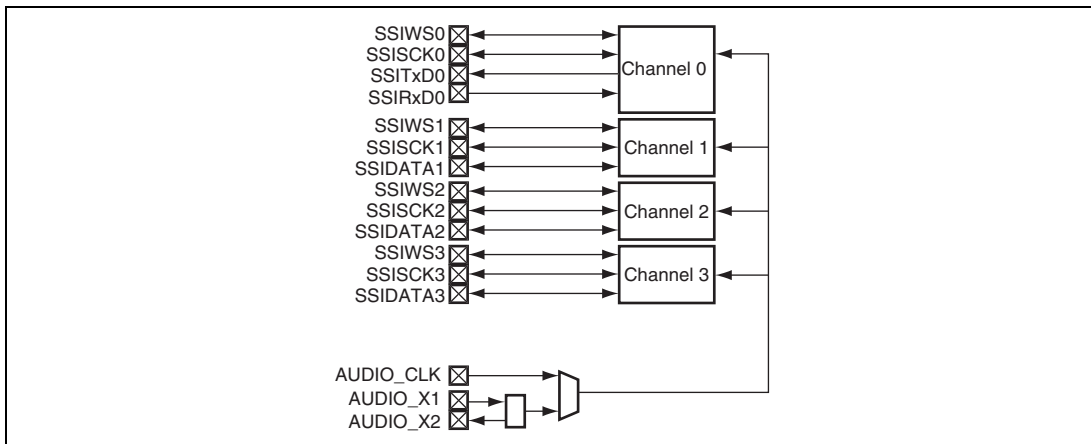 SSIWS0
SSISCK0
SSITxD0
SSIRxD0
Channel 0
SSIWS1
SSISCK1
SSIDATA1
Channel 1
SSIWS2
SSISCK2
SSIDATA2
Channel 2
SSIWS3
SSISCK3
SSIDATA3
Channel 3
AUDIO_CLK
AUDIO_X1
AUDIO_X2